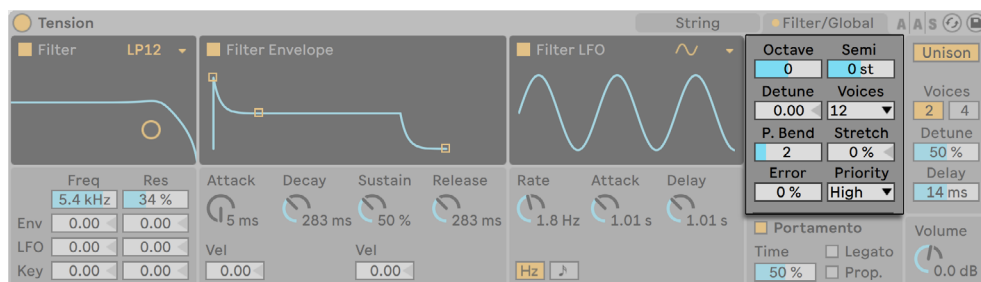 Tension String Filter/Global A A S
Filter LP12 Filter Envelope Filter LFO Octave Semi Unison
0 0 st
Detune Voices Voices
0.00 12 2 4
P. Bend Stretch Detune
2 0 % 50 %
Freq Res Attack Decay Sustain Release Rate Attack Delay Error Priority Delay
5.4 kHz 34 % 5 ms 283 ms 50 % 283 ms 1.8 Hz 1.01 s 1.01 s 0 % High 14 ms
Env 0.00 0.00 Portamento Volume
LFO 0.00 0.00 Vel Vel Time Legato
Key 0.00 0.00 0.00 0.00 Hz 50 % Prop. 0.0 dB